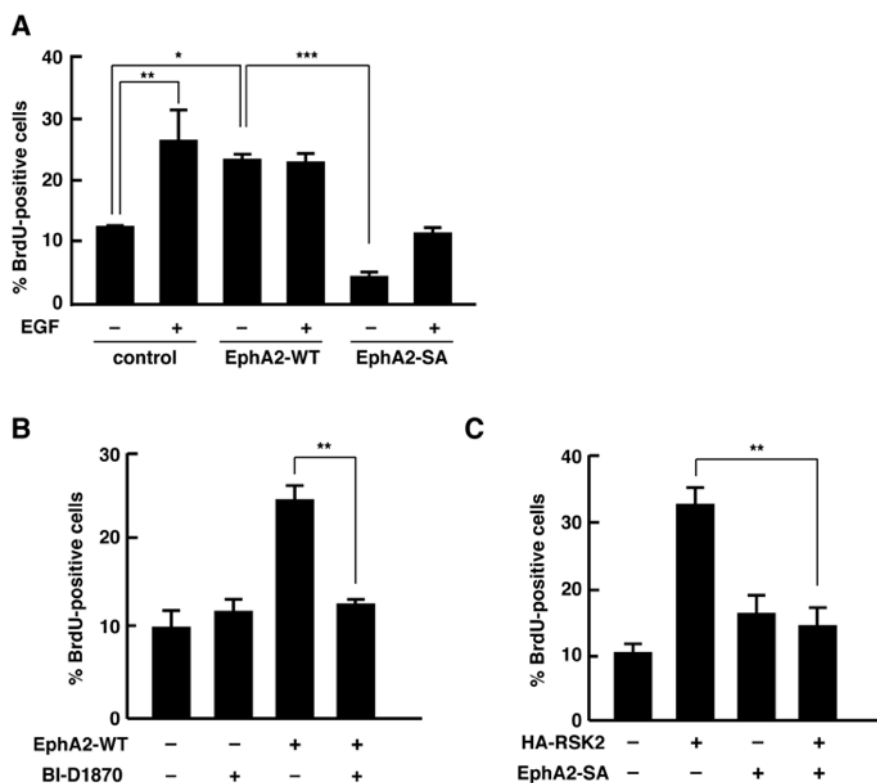 A
40
30
20
10
0
% BrdU-positive cells
* ***
**
EGF − + − + − +
control EphA2-WT EphA2-SA
B
30
20
10
0
% BrdU-positive cells
**
EphA2-WT − − + +
BI-D1870 − + − +
C
40
30
20
10
0
% BrdU-positive cells
**
HA-RSK2 − + − +
EphA2-SA − − + +